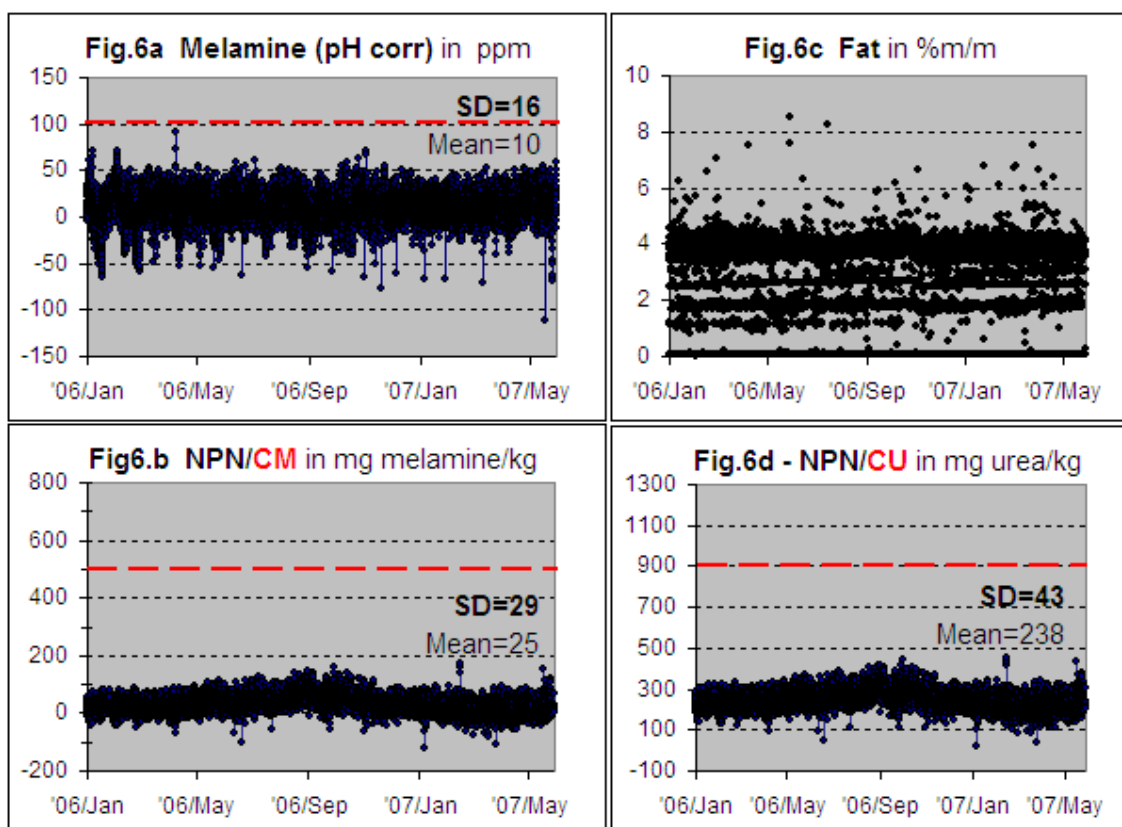 Fig.6a Melamine (pH corr) in ppm
150
100
50
0
-50
-100
-150
SD=16
Mean=10
'06/Jan '06/May '06/Sep '07/Jan '07/May
Fig.6c Fat in %m/m
10
8
6
4
2
0
'06/Jan '06/May '06/Sep '07/Jan '07/May
Fig6.b NPN/CM in mg melamine/kg
800
600
400
200
0
-200
SD=29
Mean=25
'06/Jan '06/May '06/Sep '07/Jan '07/May
Fig.6d - NPN/CU in mg urea/kg
1300
1100
900
700
500
300
100
-100
SD=43
Mean=238
'06/Jan '06/May '06/Sep '07/Jan '07/May